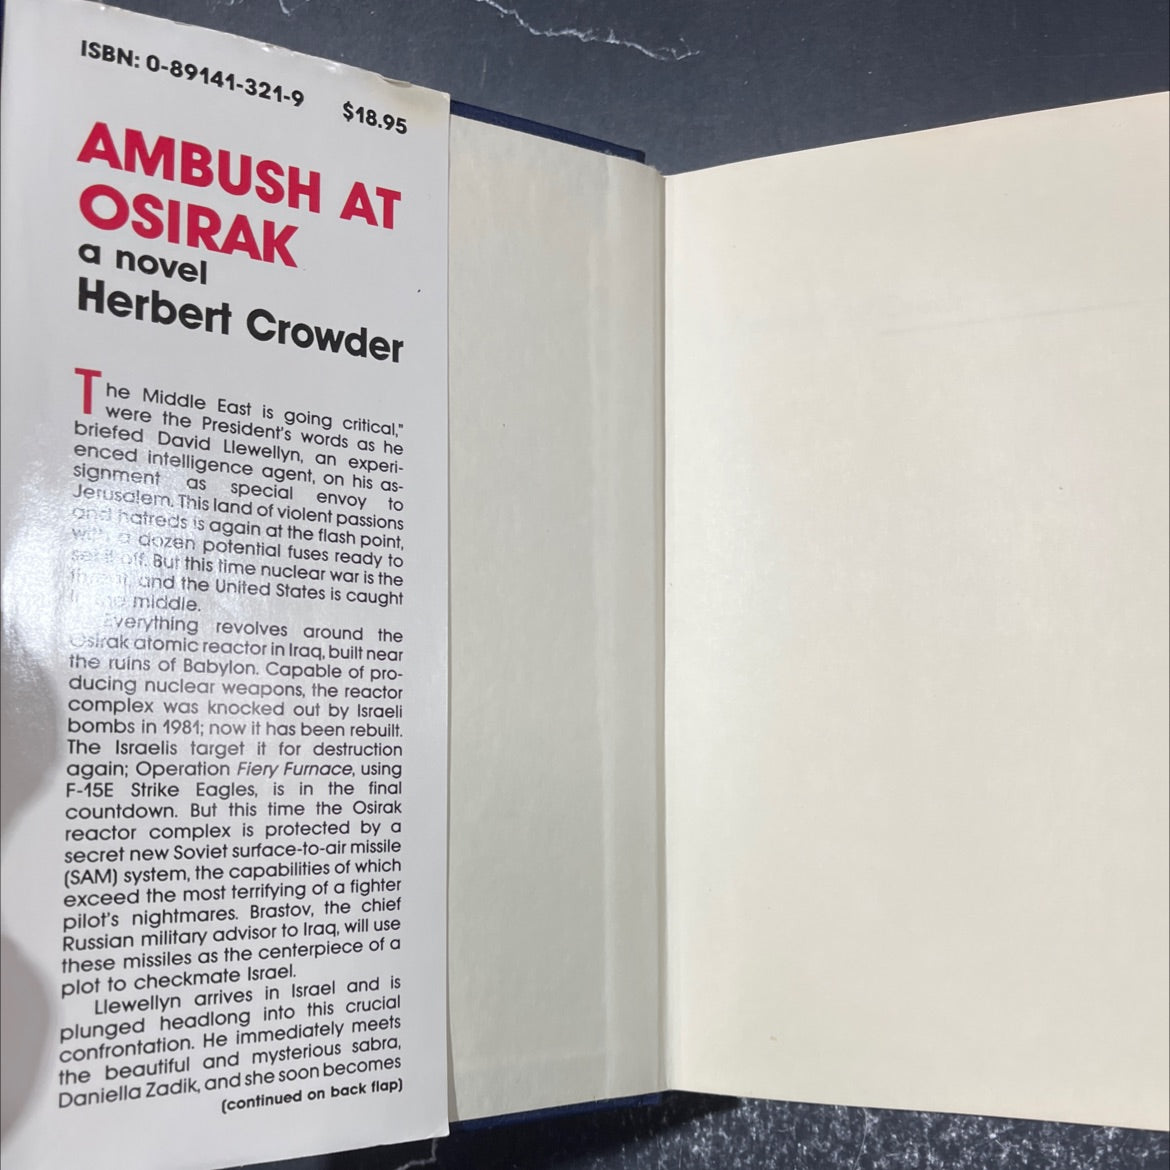 ISBN: 0-89141-321-9
$18.95
AMBUSH AT
OSIRAK
a novel
Herbert Crowder
The Middle East is going critical,"
were the President's words as he
briefed David Llewellyn, an experi-
enced intelligence agent, on his as-
signment as special envoy to
Jerusalem. This land of violent passions
and hatreds is again at the flash point,
with a dozen potential fuses ready to
set it off. But this time nuclear war is the
threat, and the United States is caught
in the middle.
Everything revolves around the
Osirak atomic reactor in Iraq, built near
the ruins of Babylon. Capable of pro-
ducing nuclear weapons, the reactor
complex was knocked out by Israeli
bombs in 1981; now it has been rebuilt.
The Israelis target it for destruction
again; Operation Fiery Furnace, using
F-15E Strike Eagles, is in the final
countdown. But this time the Osirak
reactor complex is protected by a
secret new Soviet surface-to-air missile
(SAM) system, the capabilities of which
exceed the most terrifying of a fighter
pilot's nightmares. Brastov, the chief
Russian military advisor to Iraq, will use
these missiles as the centerpiece of a
plot to checkmate Israel.
Llewellyn arrives in Israel and is
plunged headlong into this crucial
confrontation. He immediately meets
the beautiful and mysterious sabra,
Daniella Zadik, and she soon becomes
(continued on back flap)